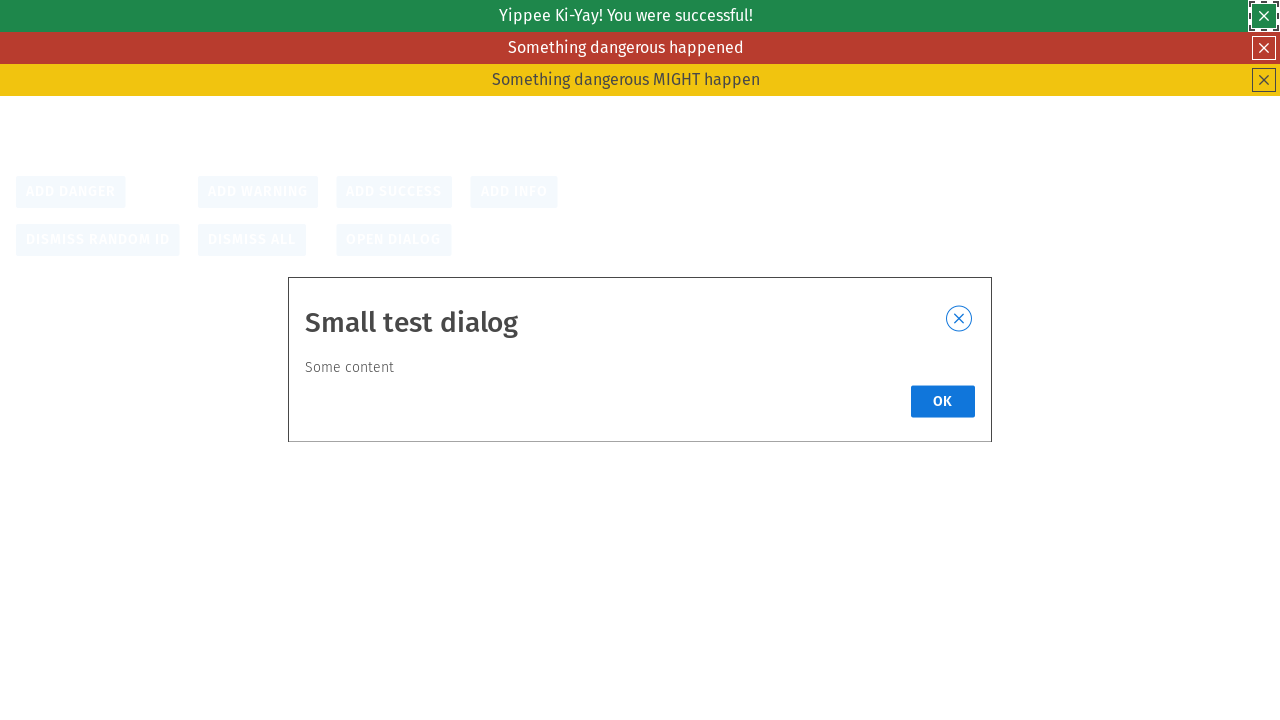 Yippee Ki-Yay! You were successful!
Something dangerous happened
Something dangerous MIGHT happen
ADD DANGER ADD WARNING ADD SUCCESS ADD INFO
DISMISS RANDOM ID DISMISS ALL OPEN DIALOG
Small test dialog
Some content
OK